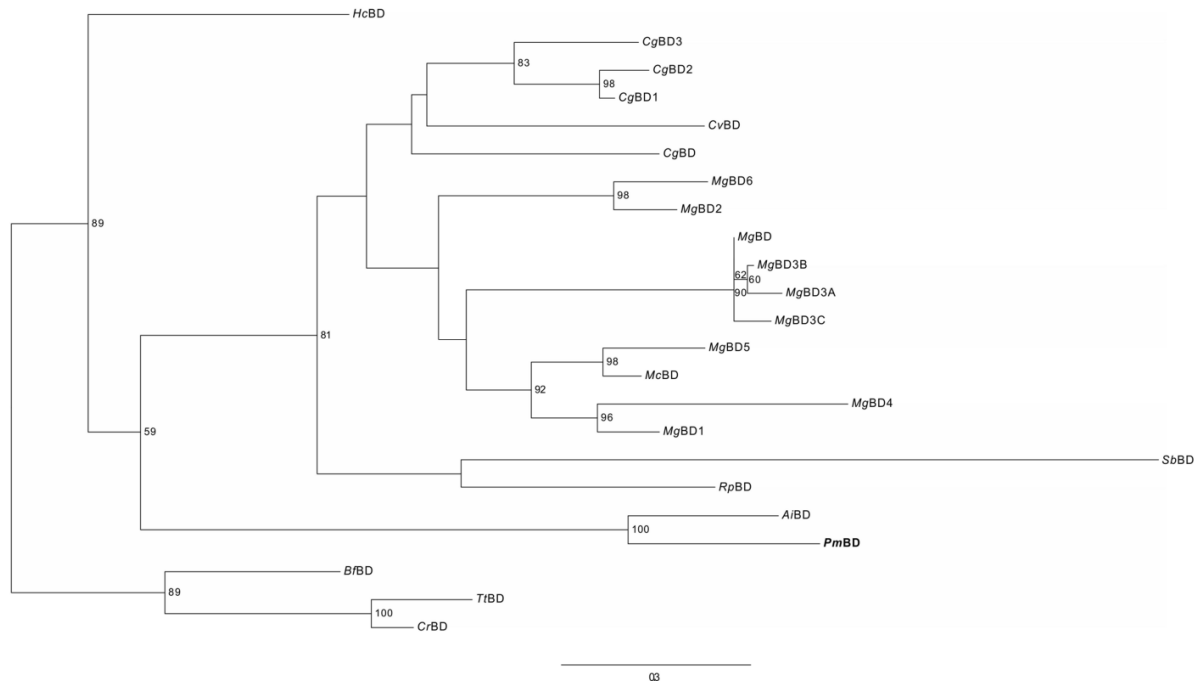 HcBD
CgBD3
83
CgBD2
98
CgBD1
CvBD
CgBD
MgBD6
98
MgBD2
89
MgBD
MgBD3B
62
60
90
MgBD3A
MgBD3C
81
MgBD5
98
McBD
92
MgBD4
96
MgBD1
59
SbBD
RpBD
AiBD
100
PmBD
BfBD
89
TtBD
100
CrBD
0.3